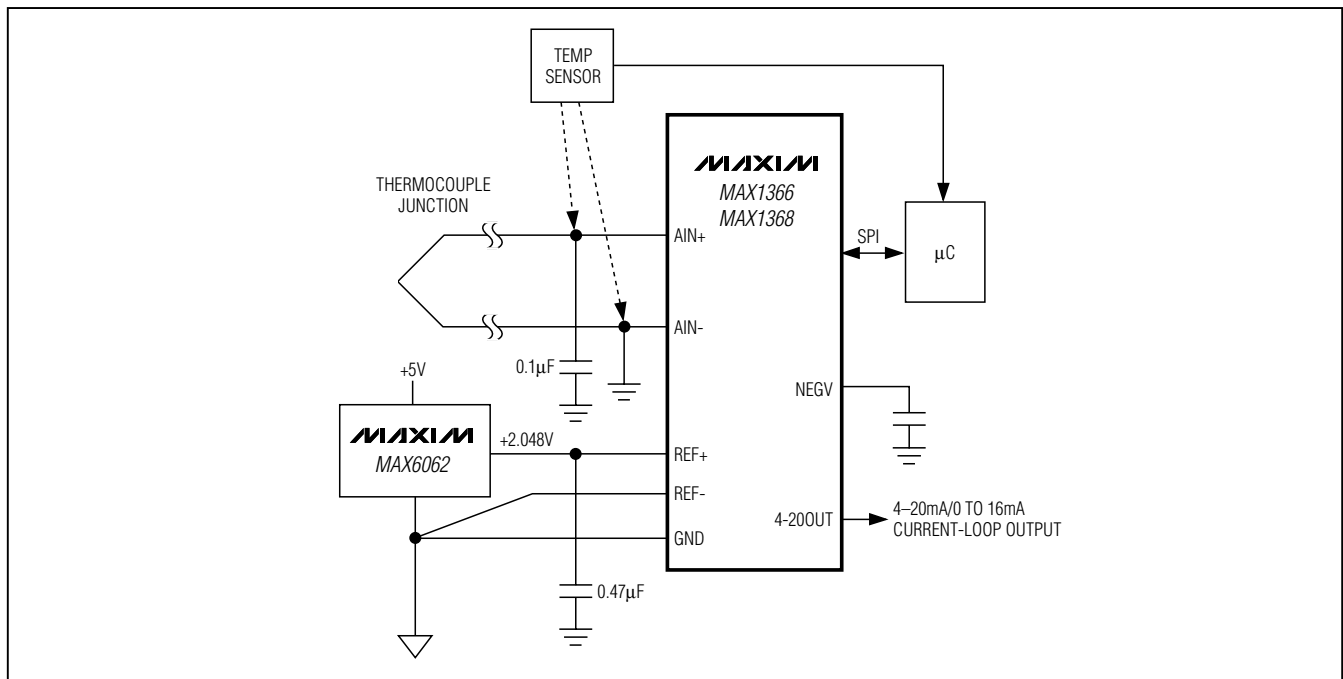 TEMP
SENSOR
MAXIM
MAX1366
MAX1368
THERMOCOUPLE
JUNCTION
AIN+
SPI
µC
AIN-
0.1µF
+5V
NEGV
MAXIM
MAX6062
+2.048V
REF+
REF-
GND
4-20OUT
4–20mA/0 TO 16mA
CURRENT-LOOP OUTPUT
0.47µF